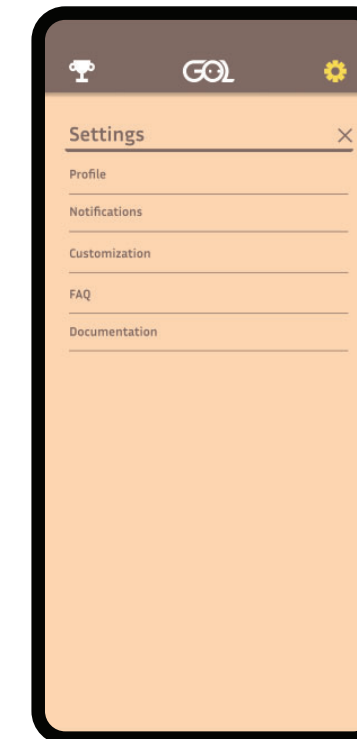 GOL
Settings
Profile
Notifications
Customization
FAQ
Documentation